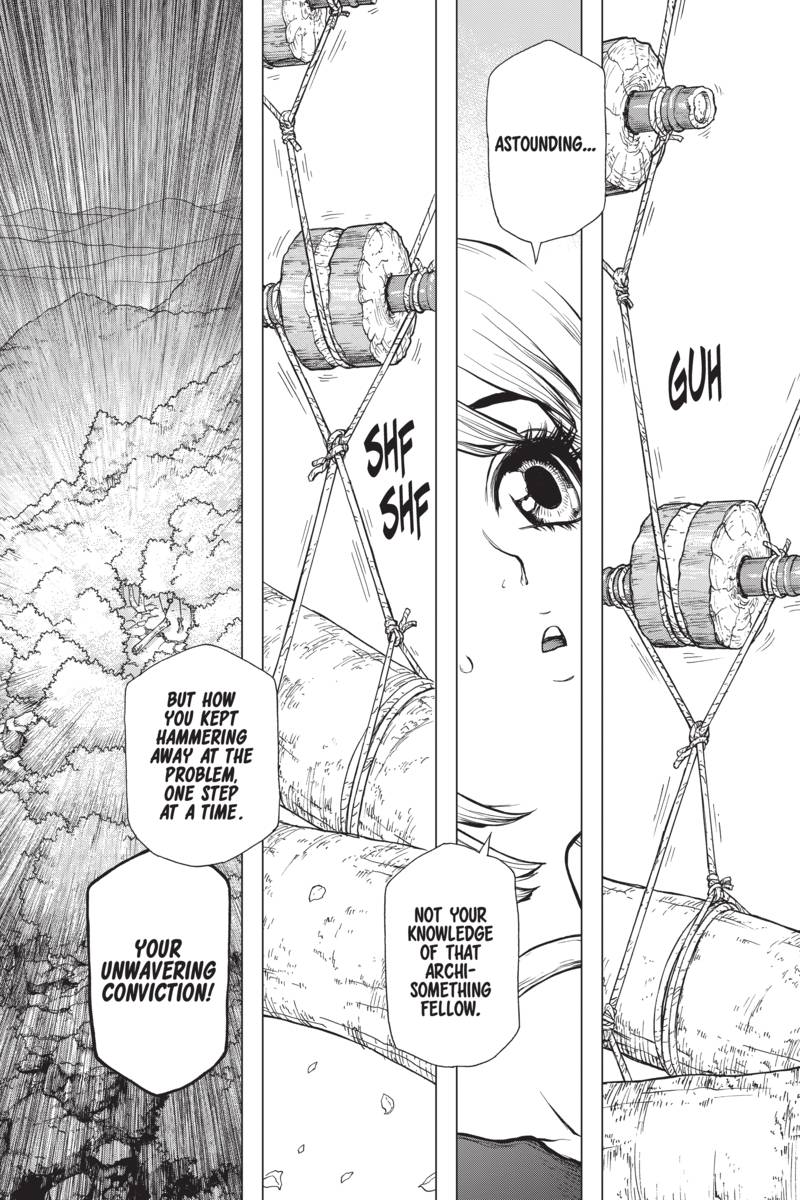 GUH
ASTOUNDING...
NOT YOUR
KNOWLEDGE
OF THAT
ARCHI-
SOMETHING
FELLOW.
SHF
SHF
BUT HOW
YOU KEPT
HAMMERING
AWAY AT THE
PROBLEM,
ONE STEP
AT A TIME.
YOUR
UNWAVERING
CONVICTION!